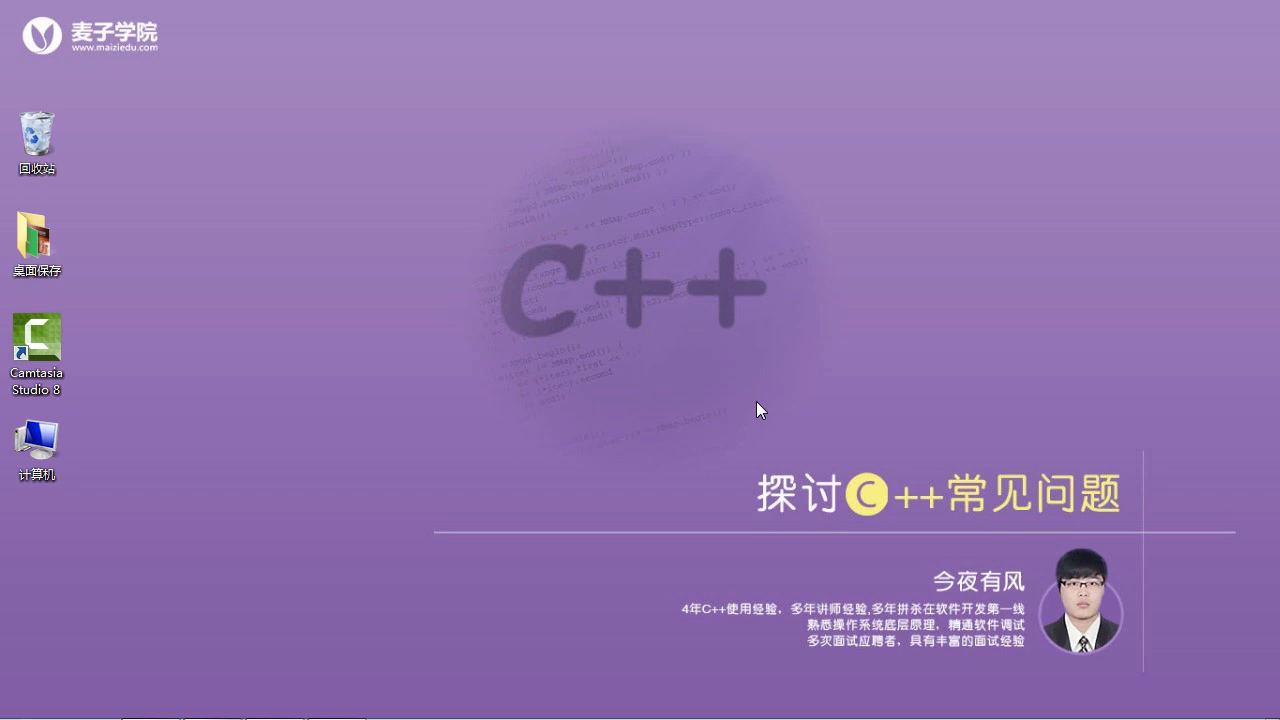 麦子学院
www.maiziedu.com
回收站
桌面保存
Camtasia
Studio 8
计算机
C++
探讨C++常见问题
今夜有风
4年C++使用经验，多年讲师经验,多年拼杀在软件开发第一线
熟悉操作系统底层原理，精通软件调试
多次面试应聘者，具有丰富的面试经验